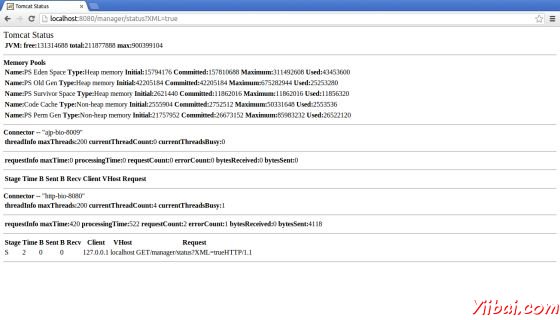 Tomcat Status
localhost:8080/manager/status?XML=true
Tomcat Status
JVM: free:131314688 total:211877888 max:900399104
Memory Pools
Name:PS Eden Space Type:Heap memory Initial:15794176 Committed:157810688 Maximum:311492608 Used:43453600
Name:PS Old Gen Type:Heap memory Initial:42205184 Committed:42205184 Maximum:675282944 Used:25253280
Name:PS Survivor Space Type:Heap memory Initial:2621440 Committed:11862016 Maximum:11862016 Used:11856320
Name:Code Cache Type:Non-heap memory Initial:2555904 Committed:2752512 Maximum:50331648 Used:2553536
Name:PS Perm Gen Type:Non-heap memory Initial:21757952 Committed:26673152 Maximum:85983232 Used:26522120
Connector -- "ajp-bio-8009"
threadInfo maxThreads:200 currentThreadCount:0 currentThreadsBusy:0
requestInfo maxTime:0 processingTime:0 requestCount:0 errorCount:0 bytesReceived:0 bytesSent:0
Stage Time B Sent B Recv Client VHost Request
Connector -- "http-bio-8080"
threadInfo maxThreads:200 currentThreadCount:4 currentThreadsBusy:1
requestInfo maxTime:420 processingTime:522 requestCount:2 errorCount:1 bytesReceived:0 bytesSent:4118
Stage Time B Sent B Recv Client VHost Request
S 2 0 0 127.0.0.1 localhost GET/manager/status?XML=trueHTTP/1.1
Yiibai.com